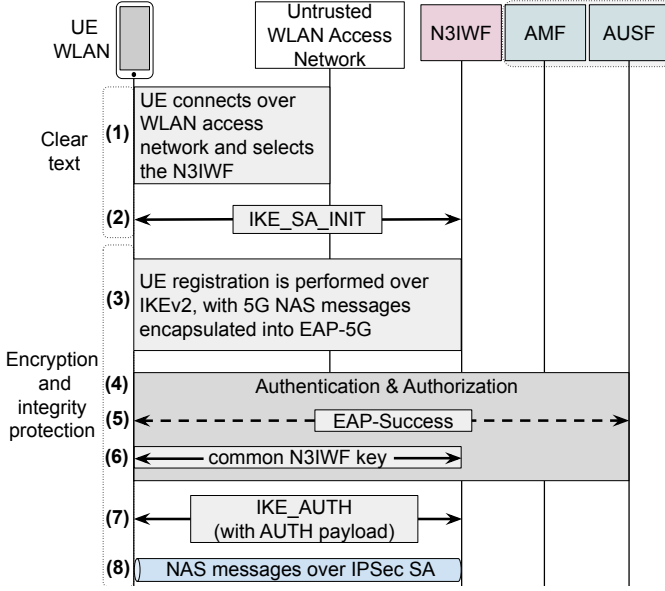 UE
WLAN
Untrusted
WLAN Access
Network
N3IWF
AMF
AUSF
Clear
text
(1)
UE connects over
WLAN access
network and selects
the N3IWF
(2)
IKE_SA_INIT
Encryption
and
integrity
protection
(3)
UE registration is performed over
IKEv2, with 5G NAS messages
encapsulated into EAP-5G
(4)
Authentication & Authorization
(5)
EAP-Success
(6)
common N3IWF key
(7)
IKE_AUTH
(with AUTH payload)
(8)
NAS messages over IPSec SA